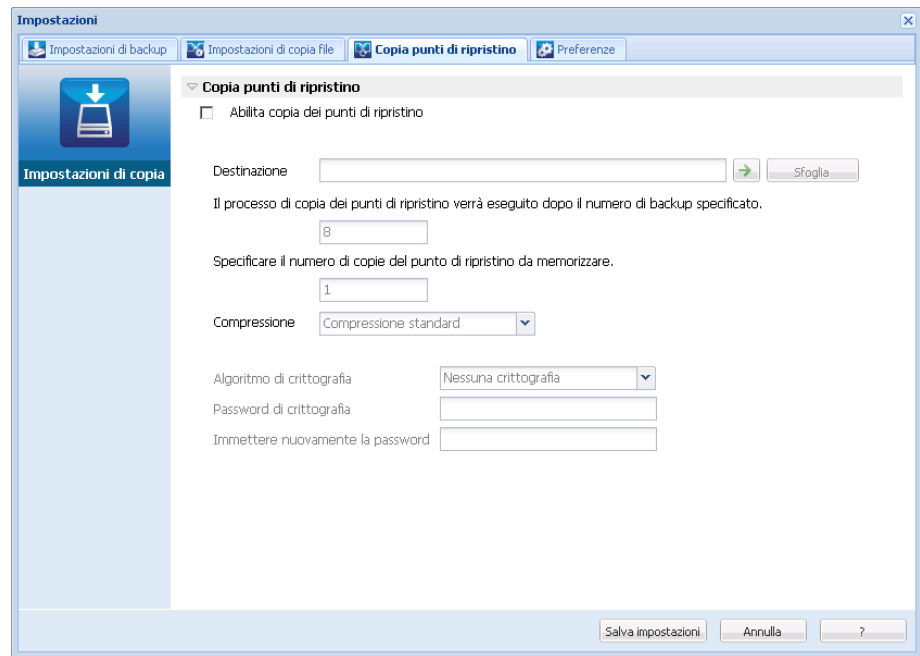 Impostazioni
Impostazioni di backup
Impostazioni di copia file
Copia punti di ripristino
Preferenze
Impostazioni di copia
Copia punti di ripristino
Abilita copia dei punti di ripristino
Destinazione
Sfoglia
Il processo di copia dei punti di ripristino verrà eseguito dopo il numero di backup specificato.
8
Specificare il numero di copie del punto di ripristino da memorizzare.
1
Compressione
Compressione standard
Algoritmo di crittografia
Nessuna crittografia
Password di crittografia
Immettere nuovamente la password
Salva impostazioni
Annulla
?